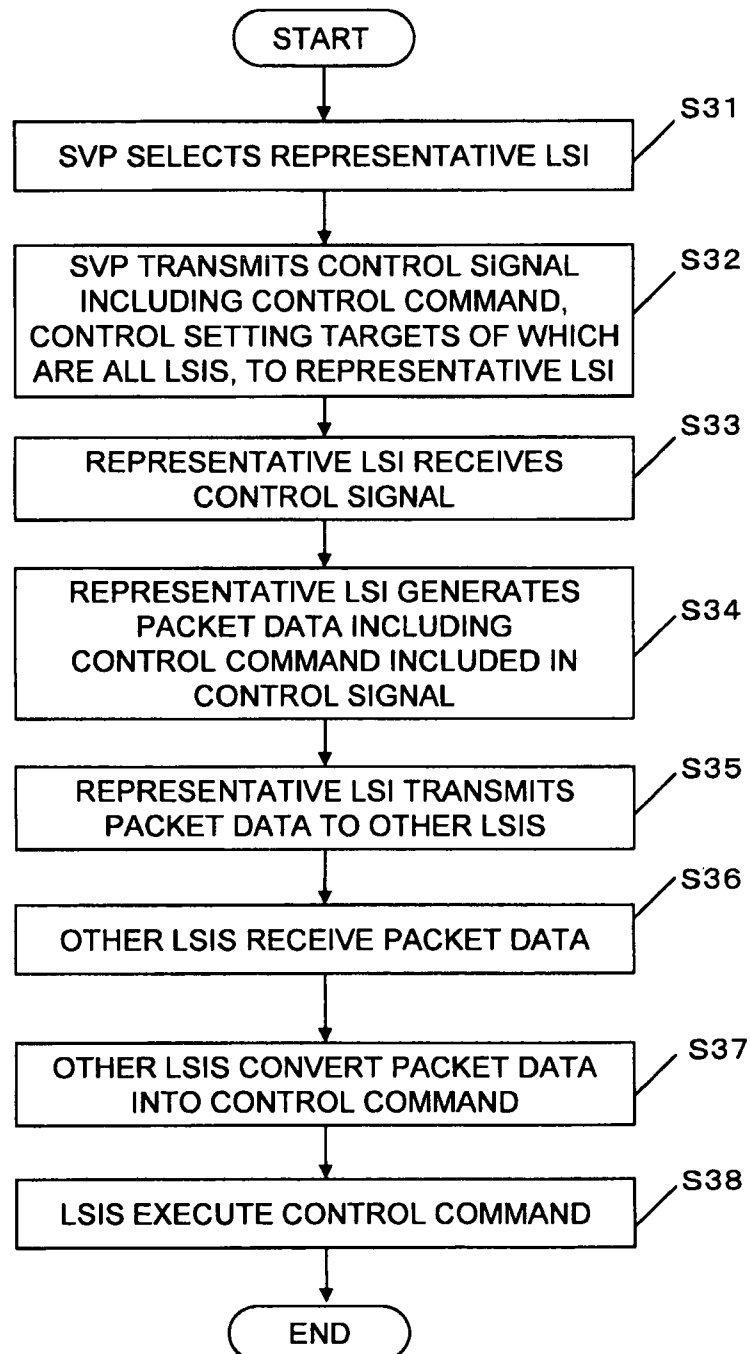 START
S31
SVP SELECTS REPRESENTATIVE LSI
S32
SVP TRANSMITS CONTROL SIGNAL
INCLUDING CONTROL COMMAND,
CONTROL SETTING TARGETS OF WHICH
ARE ALL LSIS, TO REPRESENTATIVE LSI
S33
REPRESENTATIVE LSI RECEIVES
CONTROL SIGNAL
S34
REPRESENTATIVE LSI GENERATES
PACKET DATA INCLUDING
CONTROL COMMAND INCLUDED IN
CONTROL SIGNAL
S35
REPRESENTATIVE LSI TRANSMITS
PACKET DATA TO OTHER LSIS
S36
OTHER LSIS RECEIVE PACKET DATA
S37
OTHER LSIS CONVERT PACKET DATA
INTO CONTROL COMMAND
S38
LSIS EXECUTE CONTROL COMMAND
END